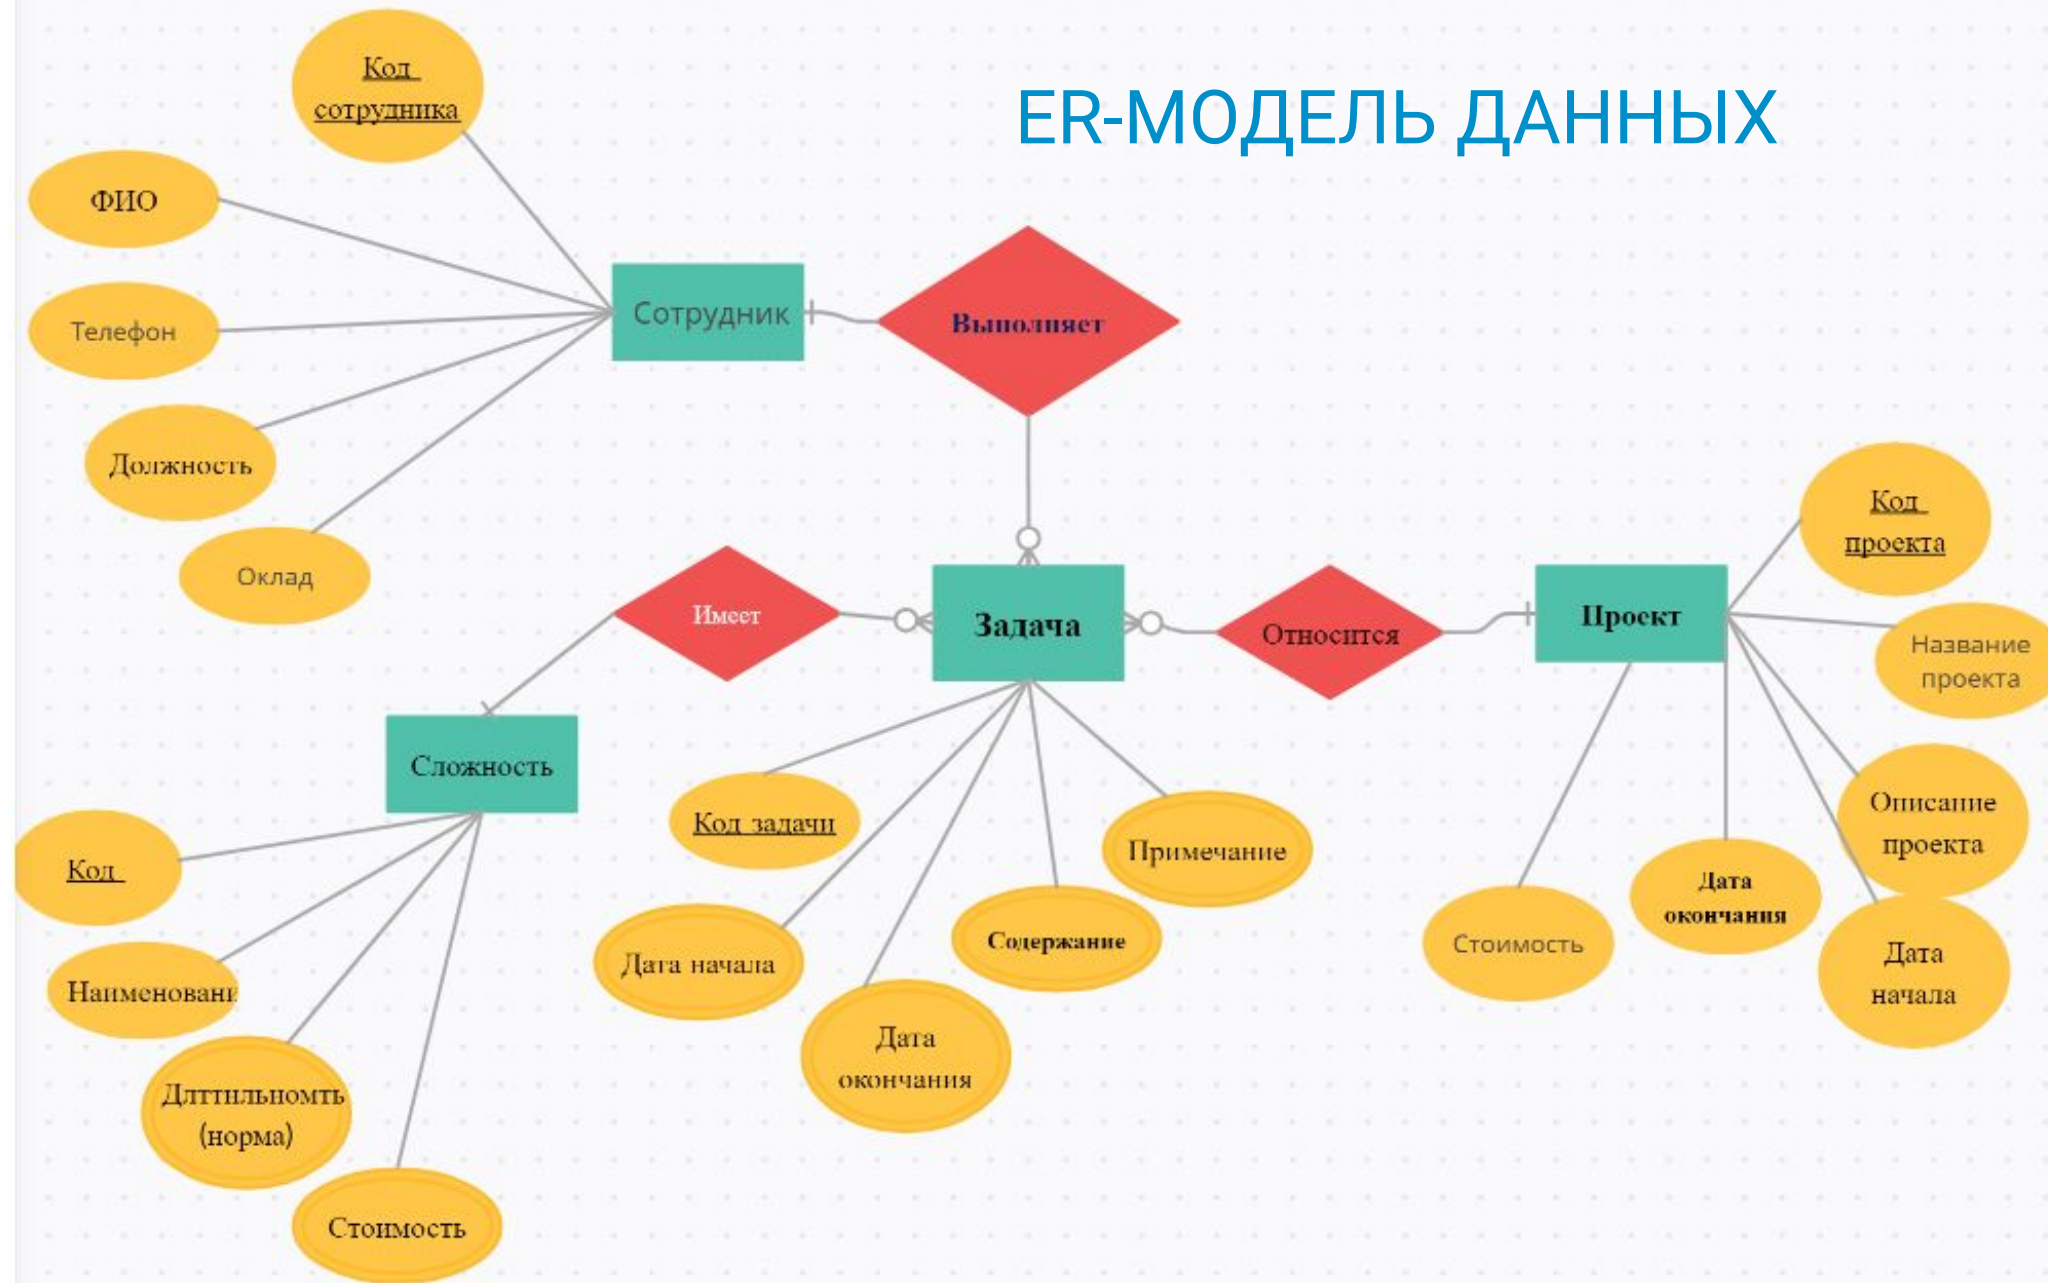 ER-МОДЕЛЬ ДАННЫХ
Код
сотрудника
ФИО
Телефон
Должность
Оклад
Сотрудник
Выполняет
Имеет
Задача
Относится
Проект
Код
проекта
Название
проекта
Описание
проекта
Дата
начала
Дата
окончания
Стоимость
Сложность
Код
Наименовани
Длттнльномть
(норма)
Стоимость
Код задачи
Дата начала
Дата
окончания
Содержание
Примечание